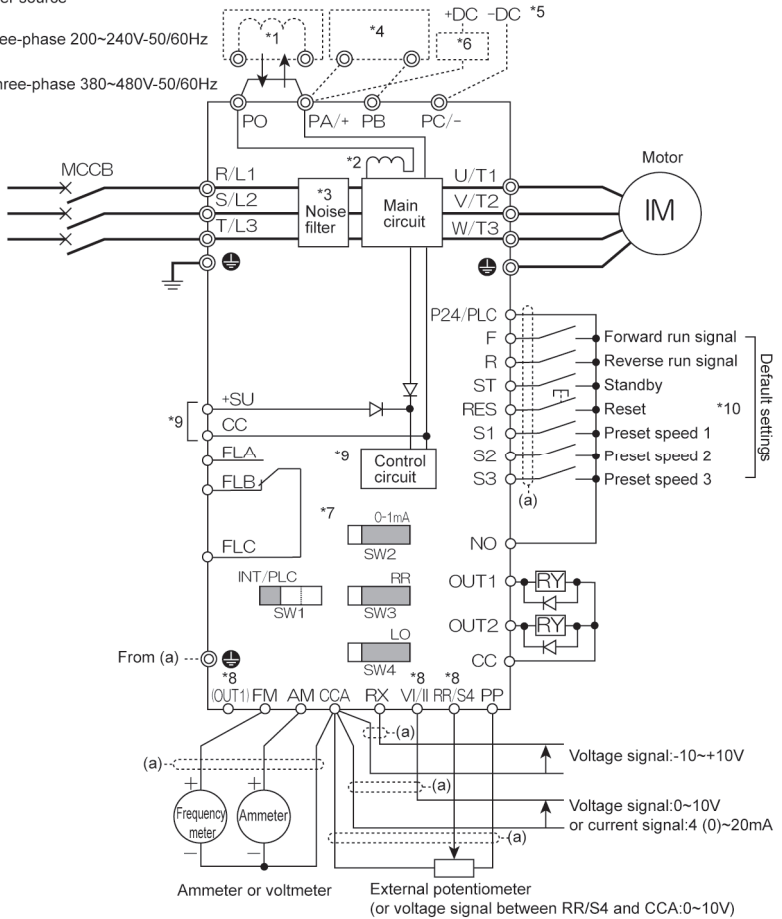 er source
ee-phase 200~240V-50/60Hz
hree-phase 380~480V-50/60Hz
*1
*4
+DC -DC *5
*6
PO PA/+ PB PC/-
*2
MCCB
R/L1
S/L2
T/L3
*3
Noise
filter
Main
circuit
U/T1
V/T2
W/T3
Motor
IM
P24/PLC
F Forward run signal
R Reverse run signal
ST Standby
RES Reset
S1 Preset speed 1
S2 Preset speed 2
S3 Preset speed 3
*10
Default settings
(a)
+SU
*9
CC
FLA
FLB
FLC
*9
Control
circuit
*7
0-1mA
SW2
INT/PLC
SW1
RR
SW3
LO
SW4
NO
OUT1 RY
OUT2 RY
CC
From (a)
*8 *8 *8
(OUT1) FM AM CCA RX VI/II RR/S4 PP
(a)
Voltage signal:-10~+10V
(a)
(a)
Voltage signal:0~10V
or current signal:4 (0)~20mA
(a)
+ +
Frequency
meter
Ammeter
− −
Ammeter or voltmeter
External potentiometer
(or voltage signal between RR/S4 and CCA:0~10V)